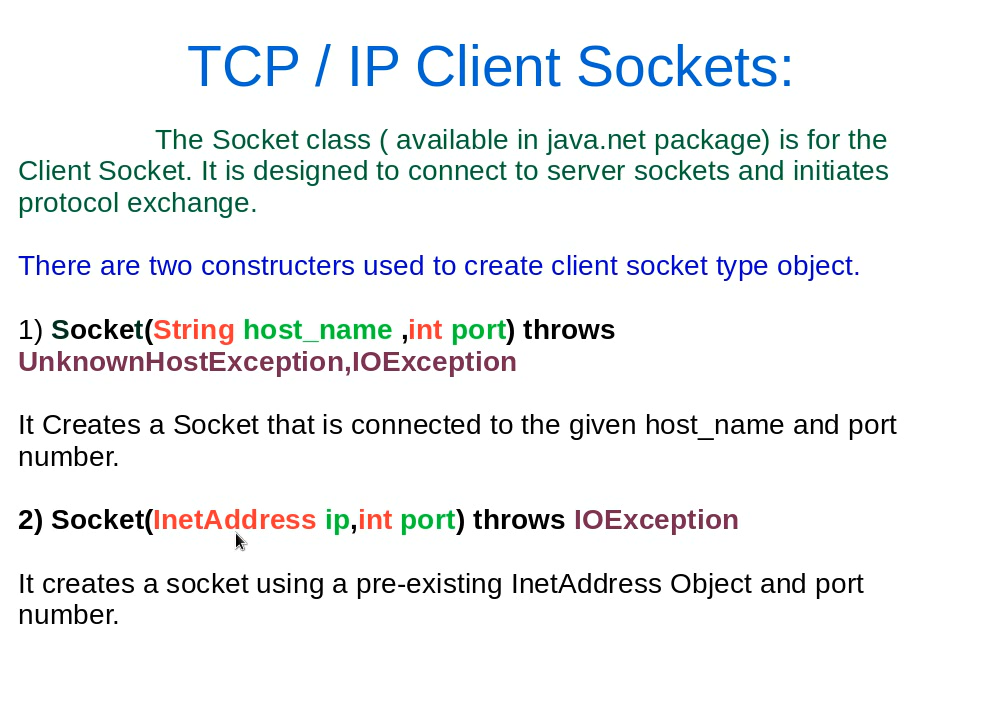 TCP / IP Client Sockets:
The Socket class ( available in java.net package) is for the
Client Socket. It is designed to connect to server sockets and initiates
protocol exchange.
There are two constructers used to create client socket type object.
1) Socket(String host_name ,int port) throws
UnknownHostException,IOException
It Creates a Socket that is connected to the given host_name and port
number.
2) Socket(InetAddress ip,int port) throws IOException
It creates a socket using a pre-existing InetAddress Object and port
number.